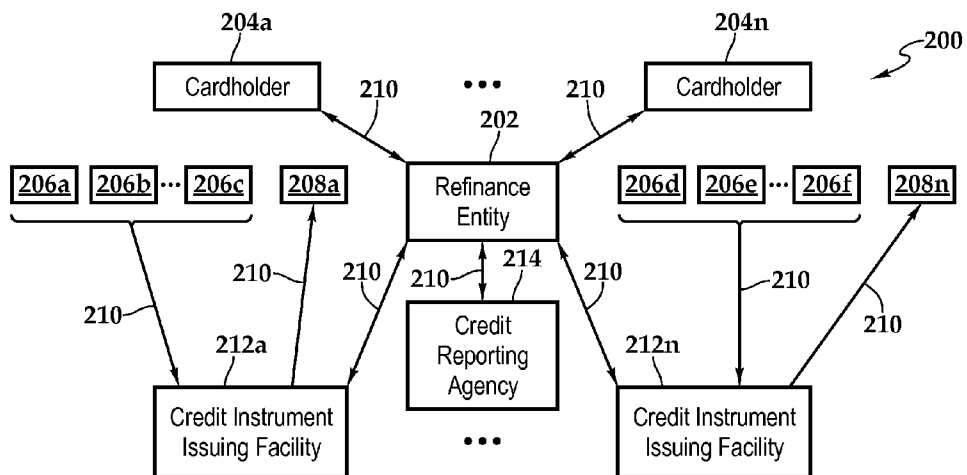 204a
204n
200
Cardholder
•••
Cardholder
210
210
202
206a 206b ••• 206c 208a
Refinance
Entity
206d 206e ••• 206f 208n
210
210
210
214
210
210
210
210
212a
Credit
Reporting
Agency
212n
Credit Instrument
Issuing Facility
•••
Credit Instrument
Issuing Facility